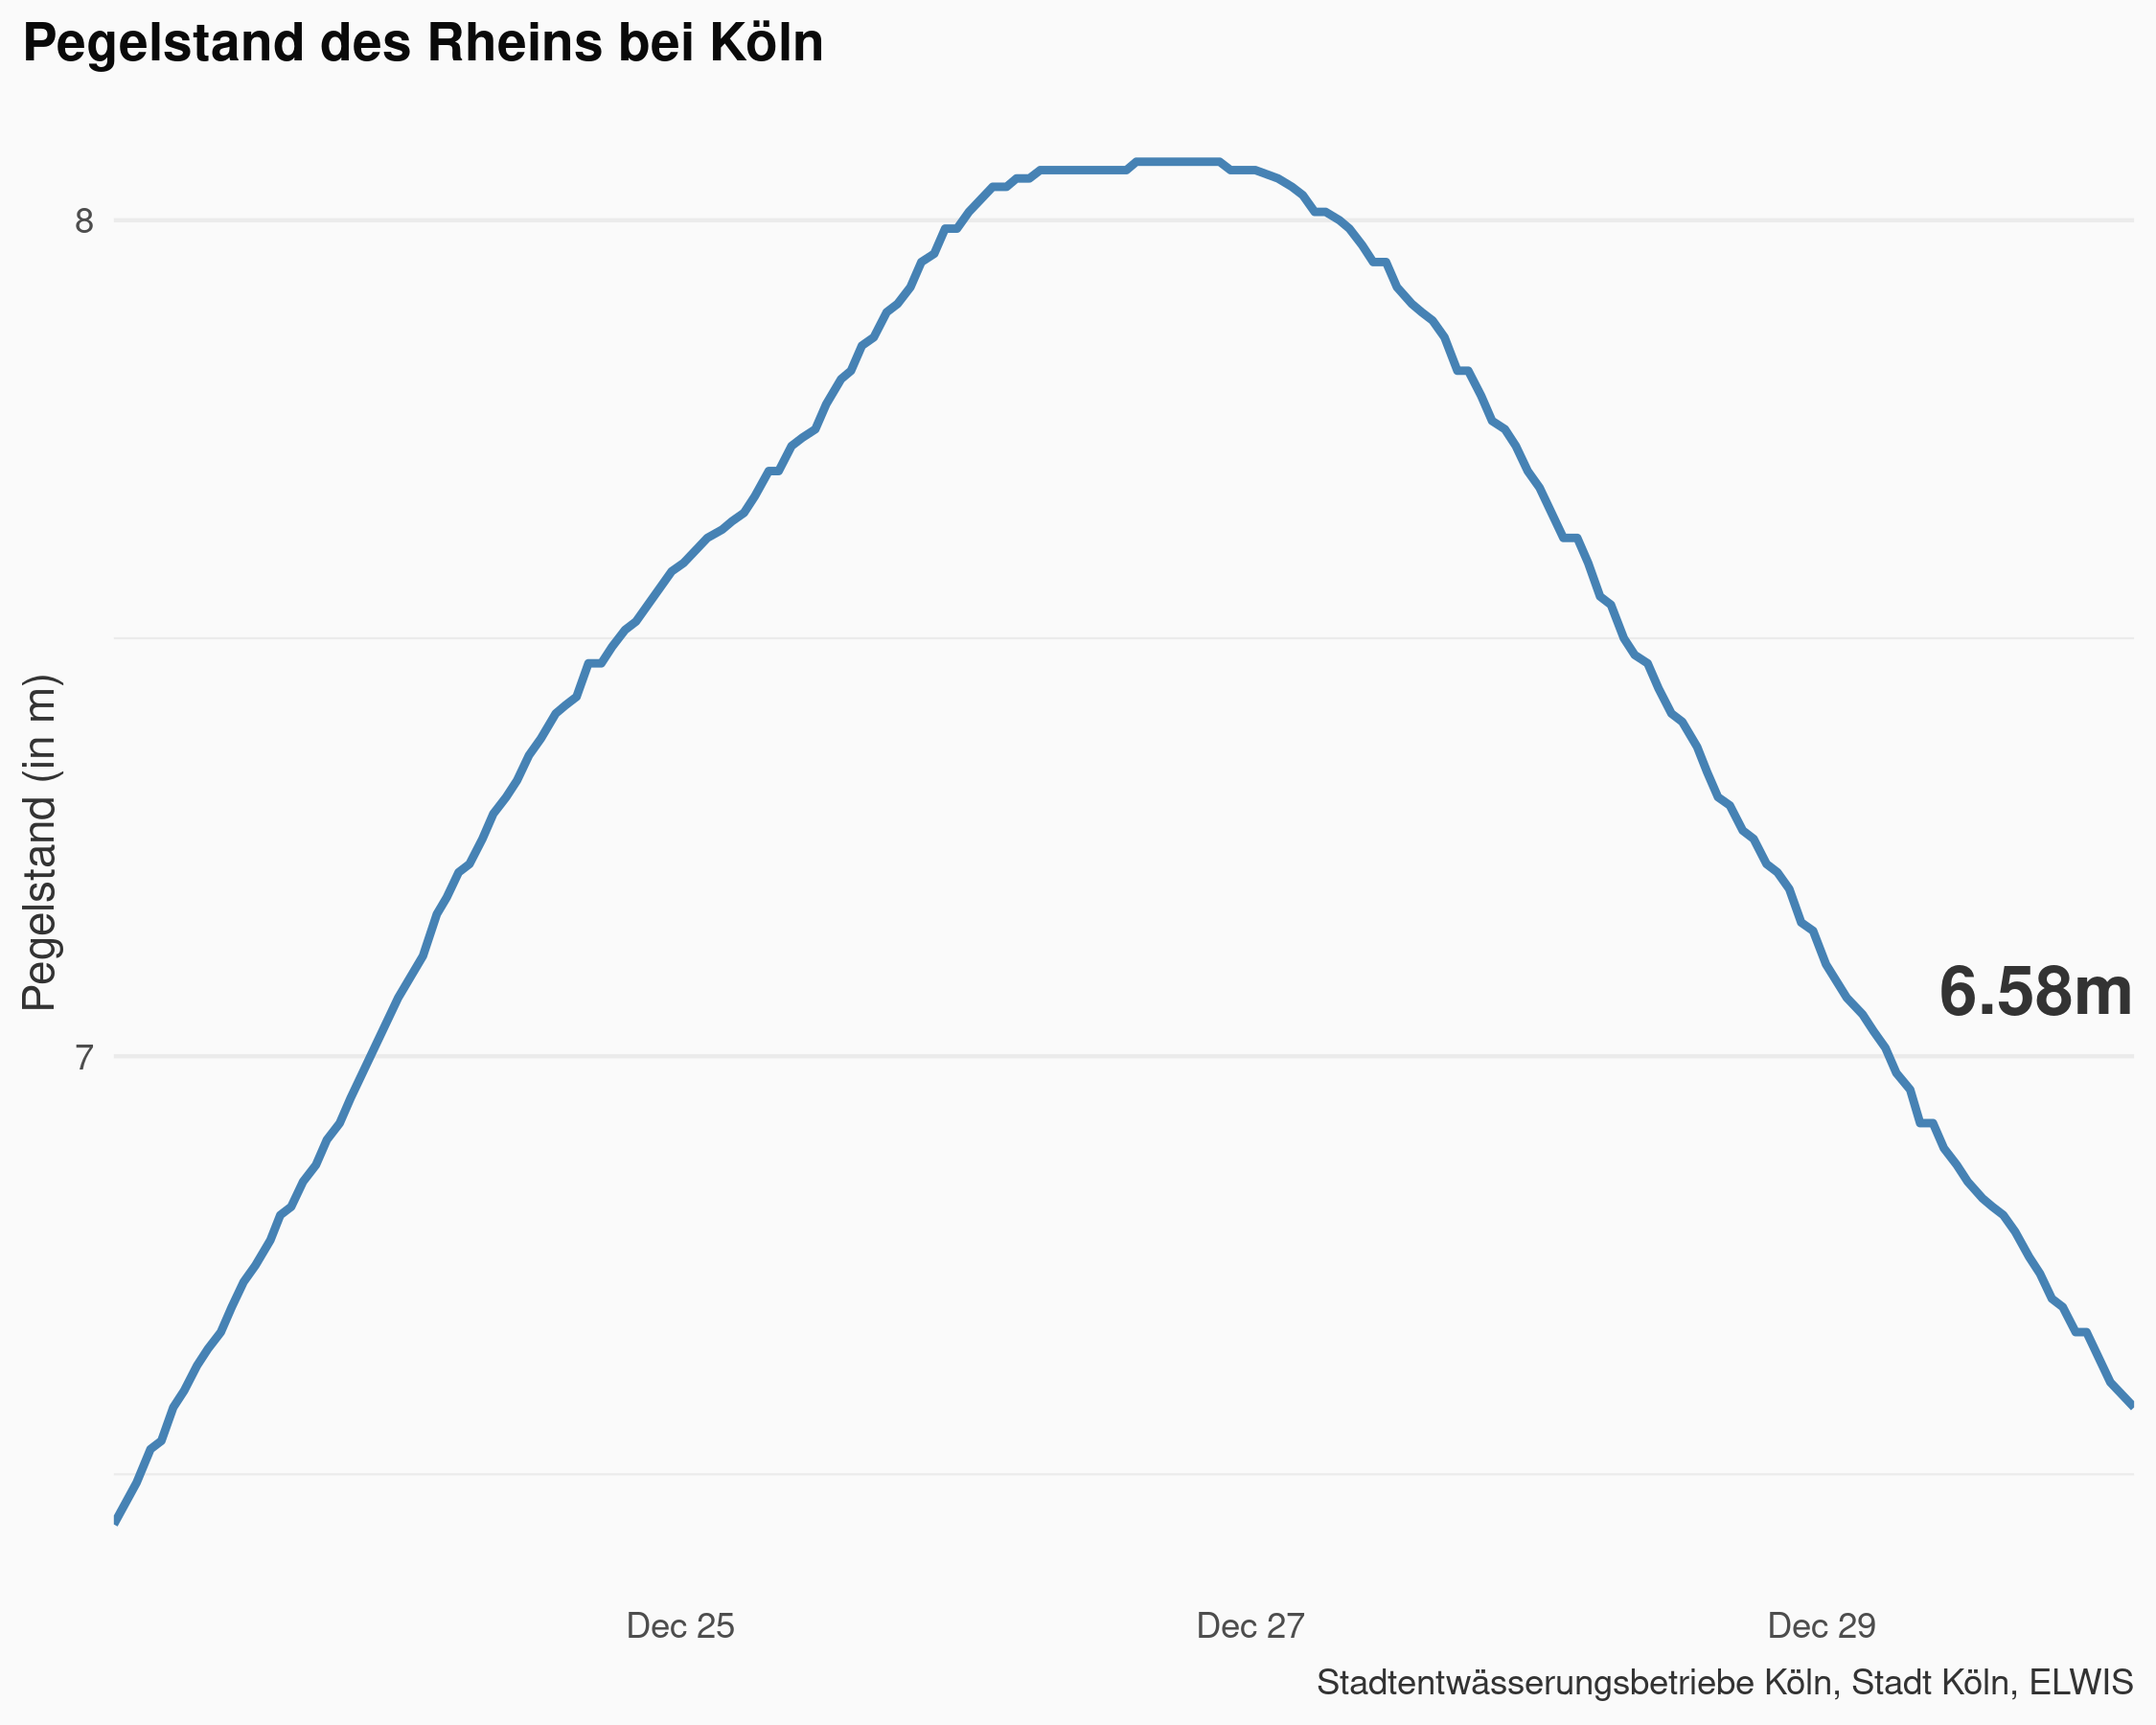 Pegelstand des Rheins bei Köln
Pegelstand (in m)
8
7
6.58m
Dec 25
Dec 27
Dec 29
Stadtentwässerungsbetriebe Köln, Stadt Köln, ELWIS